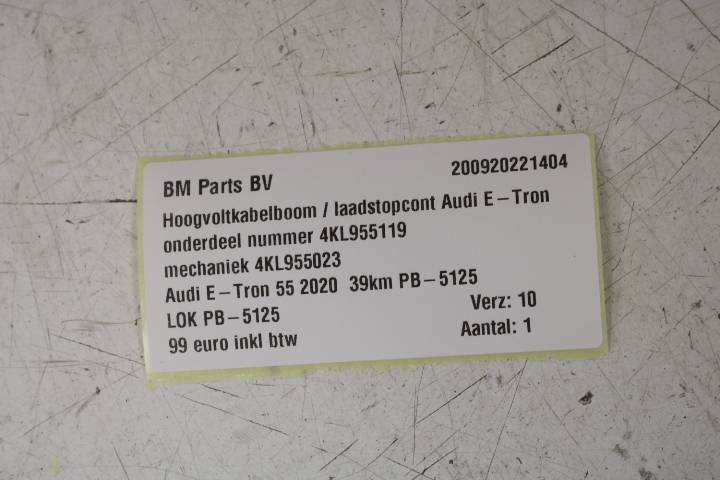 BM Parts BV 200920221404
Hoogvoltkabelboom / laadstopcont Audi E-Tron
onderdeel nummer 4KL955119
mechaniek 4KL955023
Audi E-Tron 55 2020 39km PB-5125
LOK PB-5125 Verz: 10
99 euro inkl btw Aantal: 1